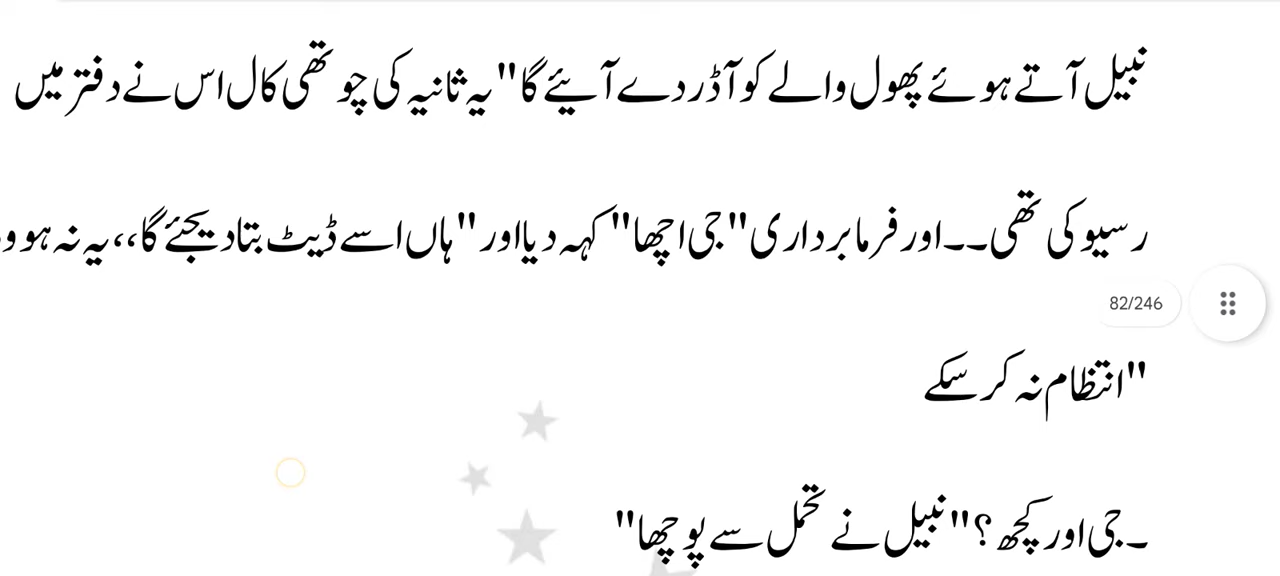 نبیل آتے ہوئے پھول والے کو آڈر دے آیئے گا" یہ ثانیہ کی چوتھی کال اس نے دفتر میں
رسیو کی تھی۔۔اور فرمابرداری "جی اچھا" کہہ دیا اور "ہاں اسے ڈیٹ بتا دیجئے گا،، یہ نہ ہو
82/246
"انتظام نہ کر سکے
۔جی اور کچھ ؟" نبیل نے تحمل سے پوچھا"